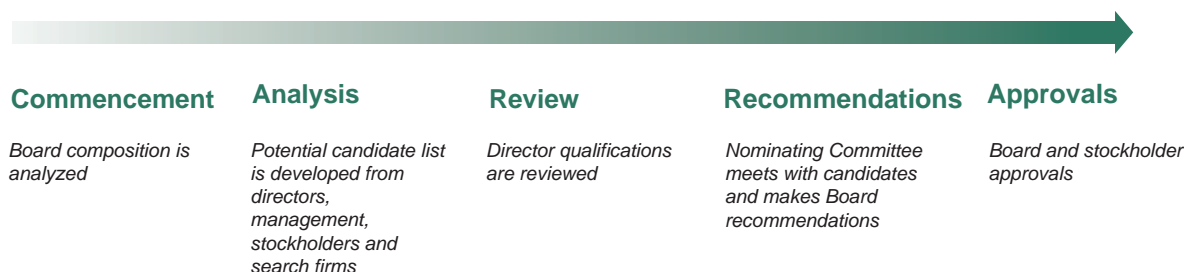 Commencement
Board composition is
analyzed
Analysis
Potential candidate list
is developed from
directors,
management,
stockholders and
search firms
Review
Director qualifications
are reviewed
Recommendations
Nominating Committee
meets with candidates
and makes Board
recommendations
Approvals
Board and stockholder
approvals